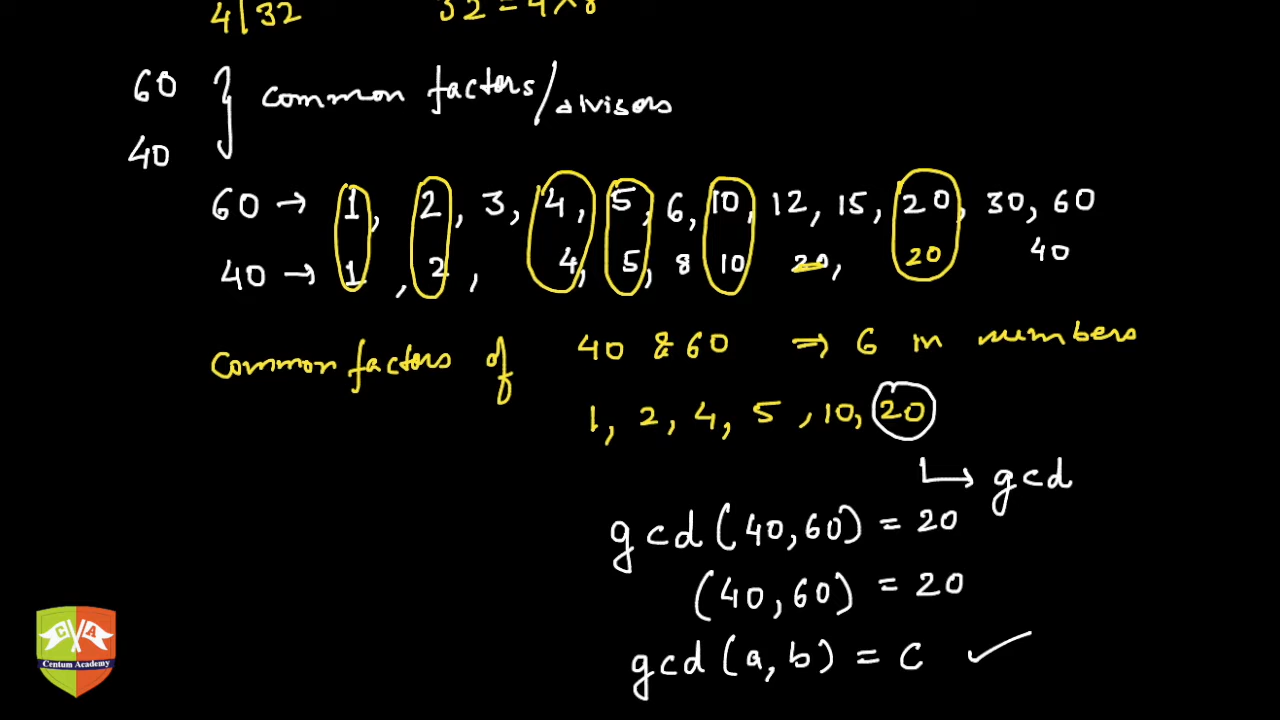 4|32 32 = 4×8
60
40
} common factors/divisors
60 → 1, 2, 3, 4, 5, 6, 10, 12, 15, 20, 30, 60
40 → 1, 2, 4, 5, 8 10 20, 20 40
Common factors of 40 & 60 ⇒ 6 in numbers
1, 2, 4, 5, 10, 20
↳ gcd
gcd(40,60) = 20
(40,60) = 20
gcd(a,b) = c ✓
C A
Centum Academy